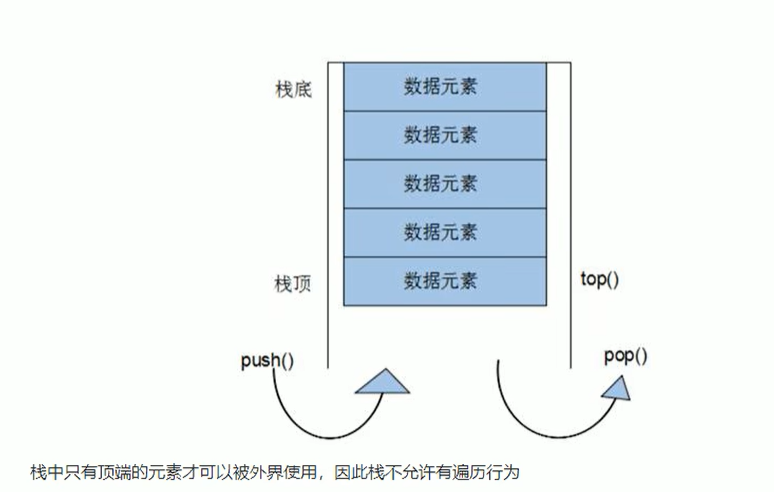 栈底
数据元素
数据元素
数据元素
数据元素
栈顶
数据元素
top()
push()
pop()
栈中只有顶端的元素才可以被外界使用，因此栈不允许有遍历行为